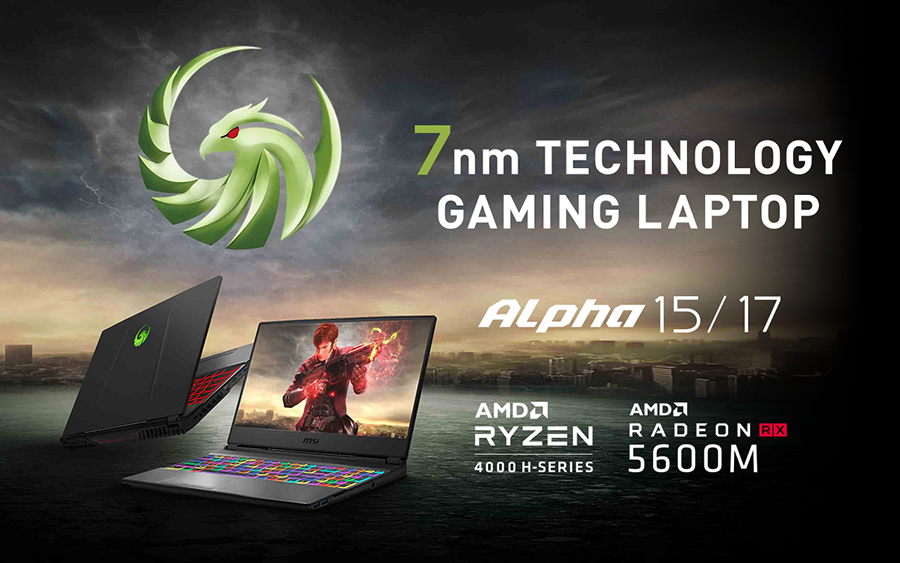 7nm TECHNOLOGY
GAMING LAPTOP
ALpha 15/17
AMD
RYZEN
4000 H-SERIES
AMD
RADEON RX
5600M
msi